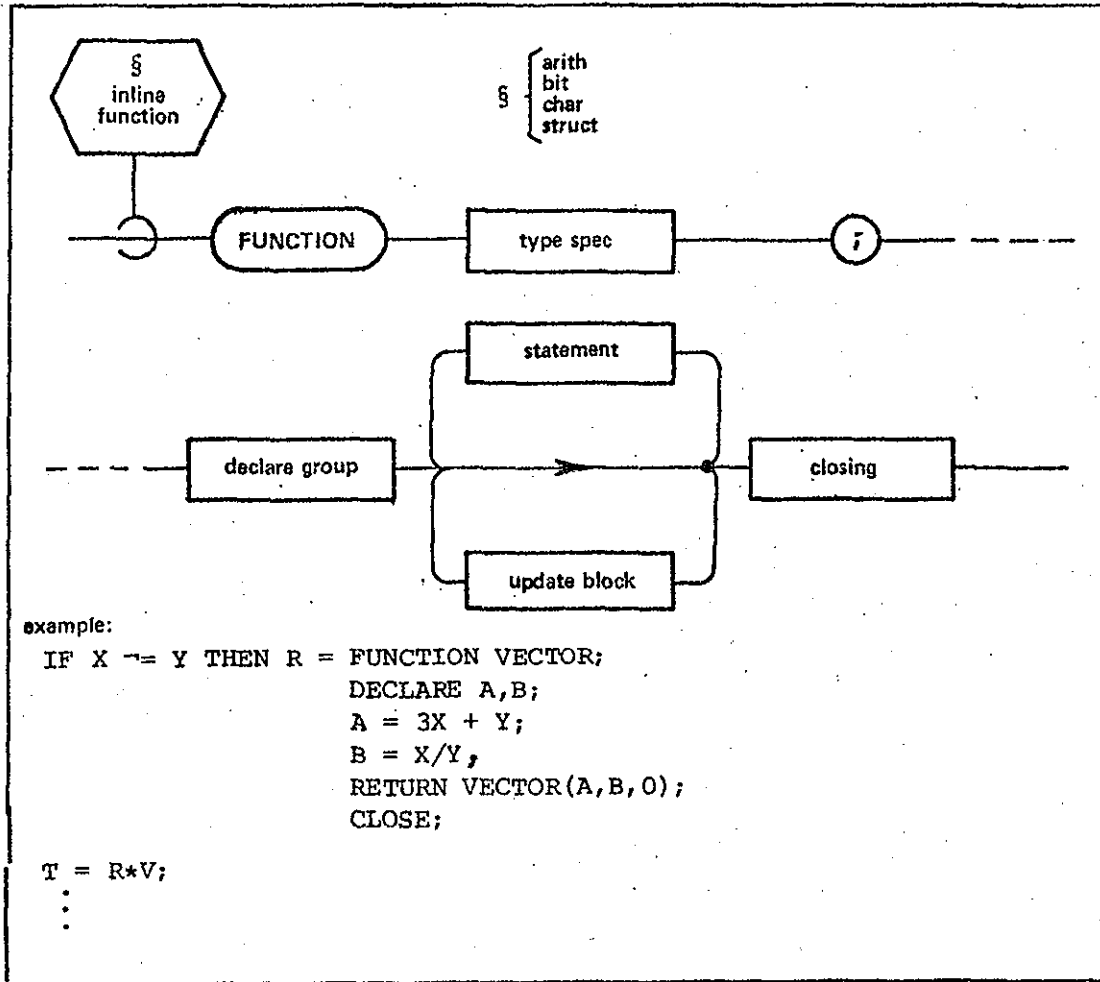 §
inline
function
§ { arith
bit
char
struct
FUNCTION
type spec
;
statement
declare group
closing
update block
example:
IF X ¬= Y THEN R = FUNCTION VECTOR;
DECLARE A,B;
A = 3X + Y;
B = X/Y,
RETURN VECTOR(A,B,0);
CLOSE;
T = R*V;